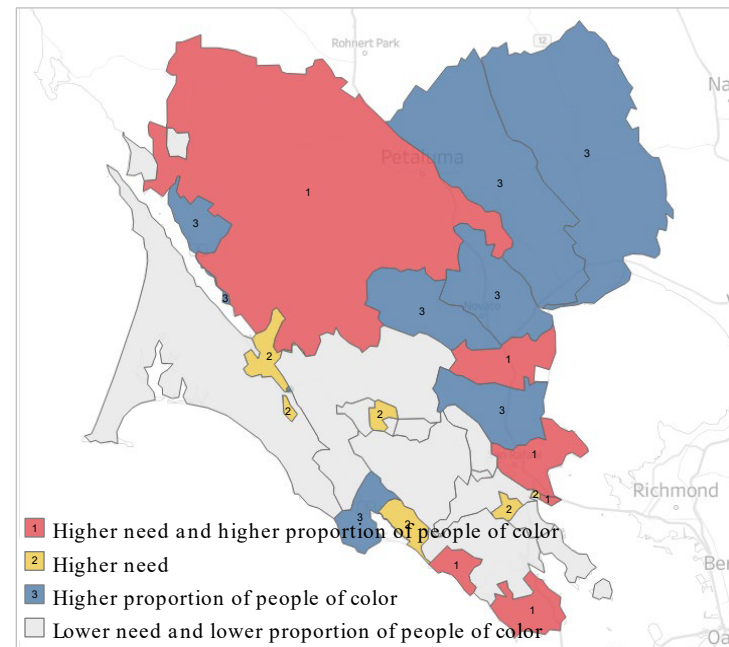 Rohnert Park
12
Na
Petaluma
3
3
1
3
3
3
Novato
3
1
2
3
2
2
1
2
1
2
Richmond
3
2
1
1
Ber
Oa
1 Higher need and higher proportion of people of color
2 Higher need
3 Higher proportion of people of color
Lower need and lower proportion of people of color